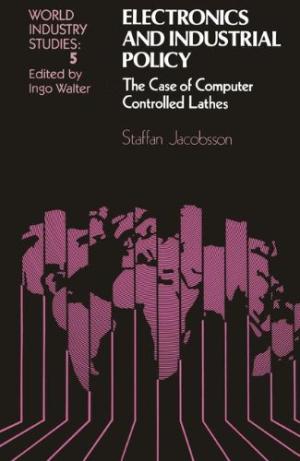 WORLD
INDUSTRY
STUDIES:
5
Edited by
Ingo Walter
ELECTRONICS
AND INDUSTRIAL
POLICY
The Case of Computer
Controlled Lathes
Staffan Jacobsson